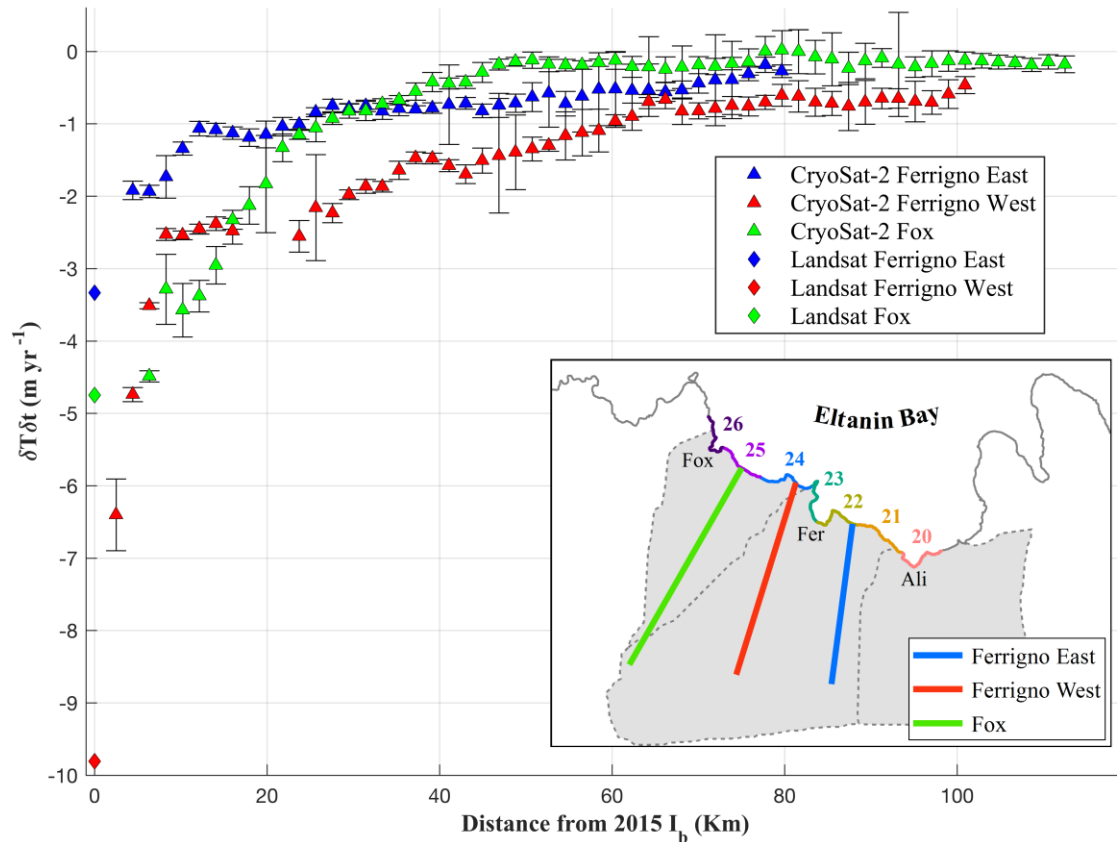 0
-1
-2
-3
-4
-5
-6
-7
-8
-9
-10
δTδt (m yr -1)
CryoSat-2 Ferrigno East
CryoSat-2 Ferrigno West
CryoSat-2 Fox
Landsat Ferrigno East
Landsat Ferrigno West
Landsat Fox
Eltanin Bay
26
25
24
23
22
21
20
Fox
Fer
Ali
Ferrigno East
Ferrigno West
Fox
0
20
40
60
80
100
Distance from 2015 Ib (Km)